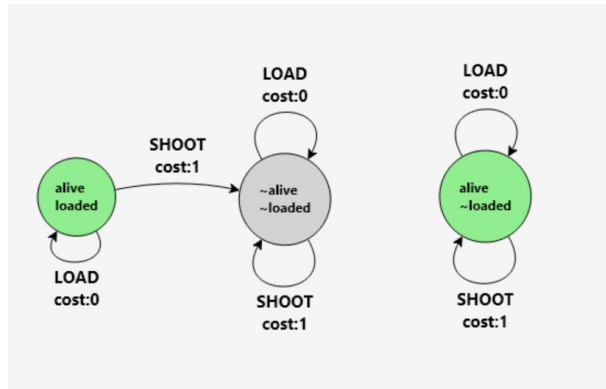 alive
loaded
LOAD
cost:0
SHOOT
cost:1
LOAD
cost:0
~alive
~loaded
SHOOT
cost:1
LOAD
cost:0
alive
~loaded
SHOOT
cost:1